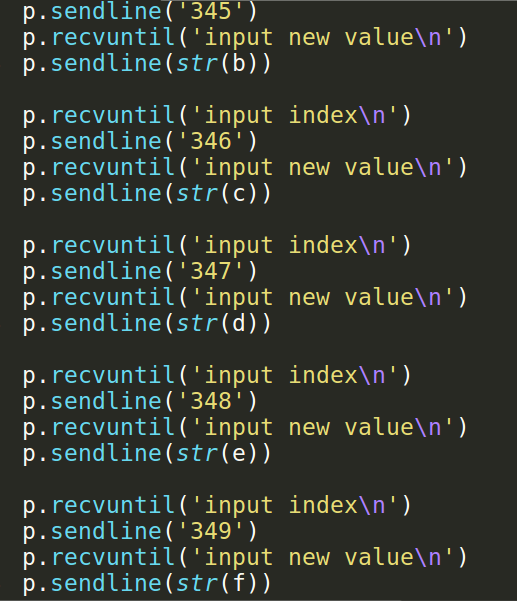 p.sendline('345')
p.recvuntil('input new value\n')
p.sendline(str(b))

p.recvuntil('input index\n')
p.sendline('346')
p.recvuntil('input new value\n')
p.sendline(str(c))

p.recvuntil('input index\n')
p.sendline('347')
p.recvuntil('input new value\n')
p.sendline(str(d))

p.recvuntil('input index\n')
p.sendline('348')
p.recvuntil('input new value\n')
p.sendline(str(e))

p.recvuntil('input index\n')
p.sendline('349')
p.recvuntil('input new value\n')
p.sendline(str(f))